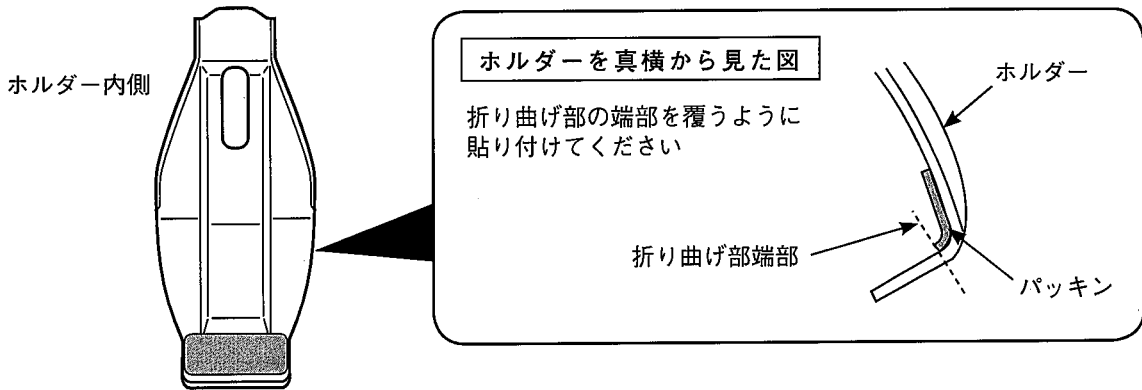 ホルダー内側
ホルダーを真横から見た図
折り曲げ部の端部を覆うように
貼り付けてください
ホルダー
折り曲げ部端部
パッキン